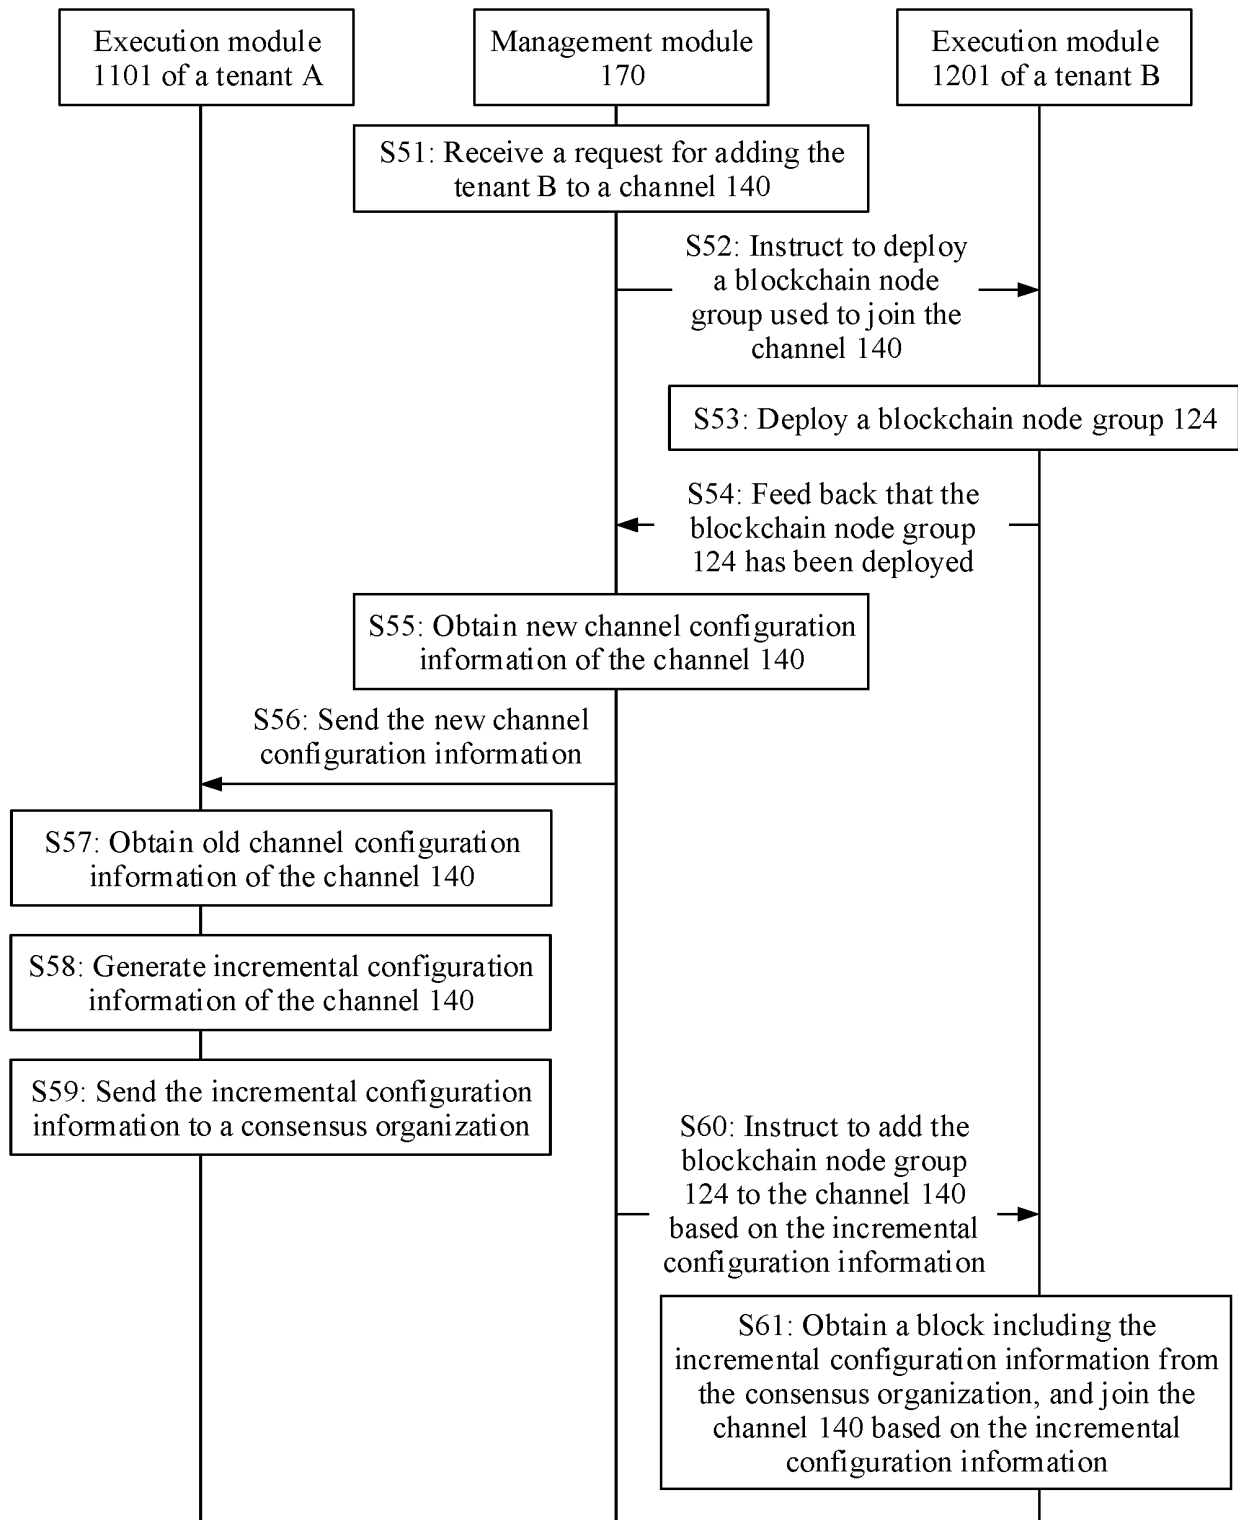 Execution module
1101 of a tenant A
Management module
170
Execution module
1201 of a tenant B
S51: Receive a request for adding the
tenant B to a channel 140
S52: Instruct to deploy
a blockchain node
group used to join the
channel 140
S53: Deploy a blockchain node group 124
S54: Feed back that the
blockchain node group
124 has been deployed
S55: Obtain new channel configuration
information of the channel 140
S56: Send the new channel
configuration information
S57: Obtain old channel configuration
information of the channel 140
S58: Generate incremental configuration
information of the channel 140
S59: Send the incremental configuration
information to a consensus organization
S60: Instruct to add the
blockchain node group
124 to the channel 140
based on the incremental
configuration information
S61: Obtain a block including the
incremental configuration information from
the consensus organization, and join the
channel 140 based on the incremental
configuration information